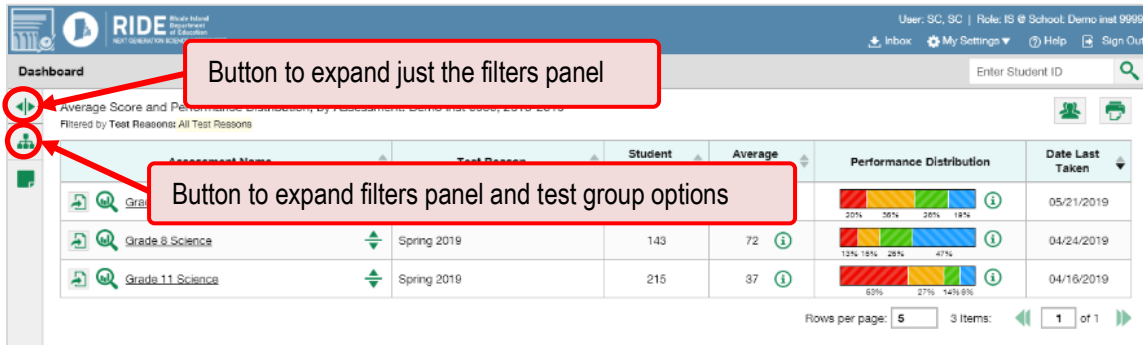 RIDE Rhode Island Department of Education
NEXT GENERATION SCIENCE
User: SC, SC | Role: IS @ School: Demo inst 9999
Inbox My Settings Help Sign Out
Dashboard
Enter Student ID
Button to expand just the filters panel
Average Score and Performance Distribution, by Assessment: Demo inst 9999, 2018-2019
Filtered by Test Reasons: All Test Reasons
Assessment Name Test Reason Student Average Performance Distribution Date Last Taken
Button to expand filters panel and test group options
Gra
20% 36% 26% 19%
05/21/2019
Grade 8 Science Spring 2019 143 72 04/24/2019
13% 15% 26% 47%
Grade 11 Science Spring 2019 215 37 04/16/2019
53% 27% 14% 6%
Rows per page: 5 3 Items: 1 of 1